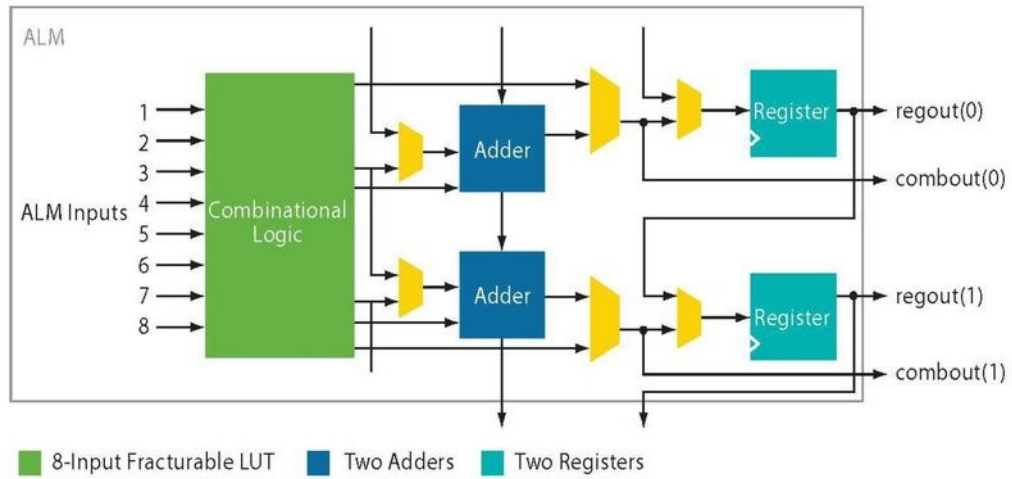 ALM
ALM Inputs
1
2
3
4
5
6
7
8
Combinational
Logic
Adder
Adder
Register
Register
regout(0)
combout(0)
regout(1)
combout(1)
8-Input Fracturable LUT
Two Adders
Two Registers